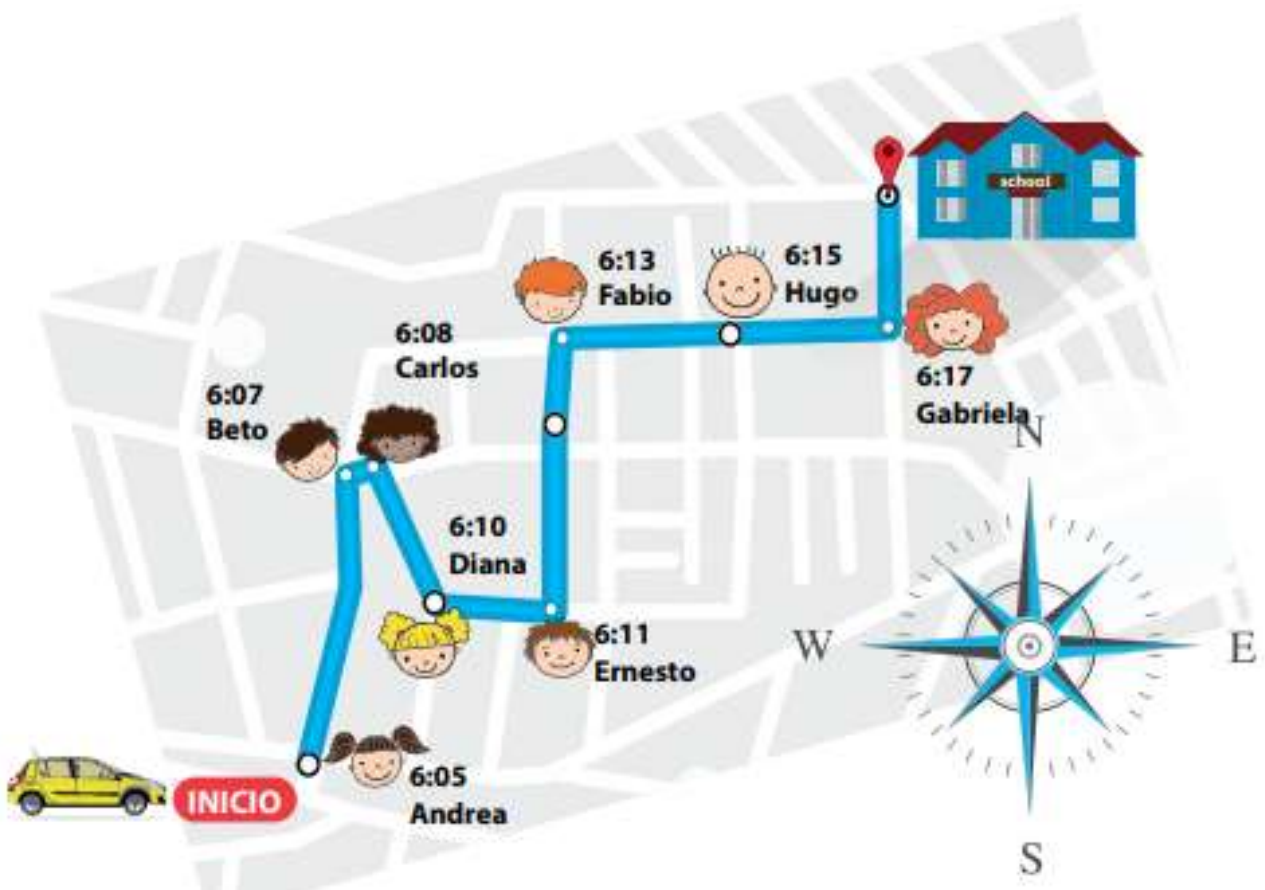 school
6:13
Fabio
6:15
Hugo
6:08
Carlos
6:17
Gabriela
6:07
Beto
N
6:10
Diana
W
E
6:11
Ernesto
6:05
Andrea
INICIO
S